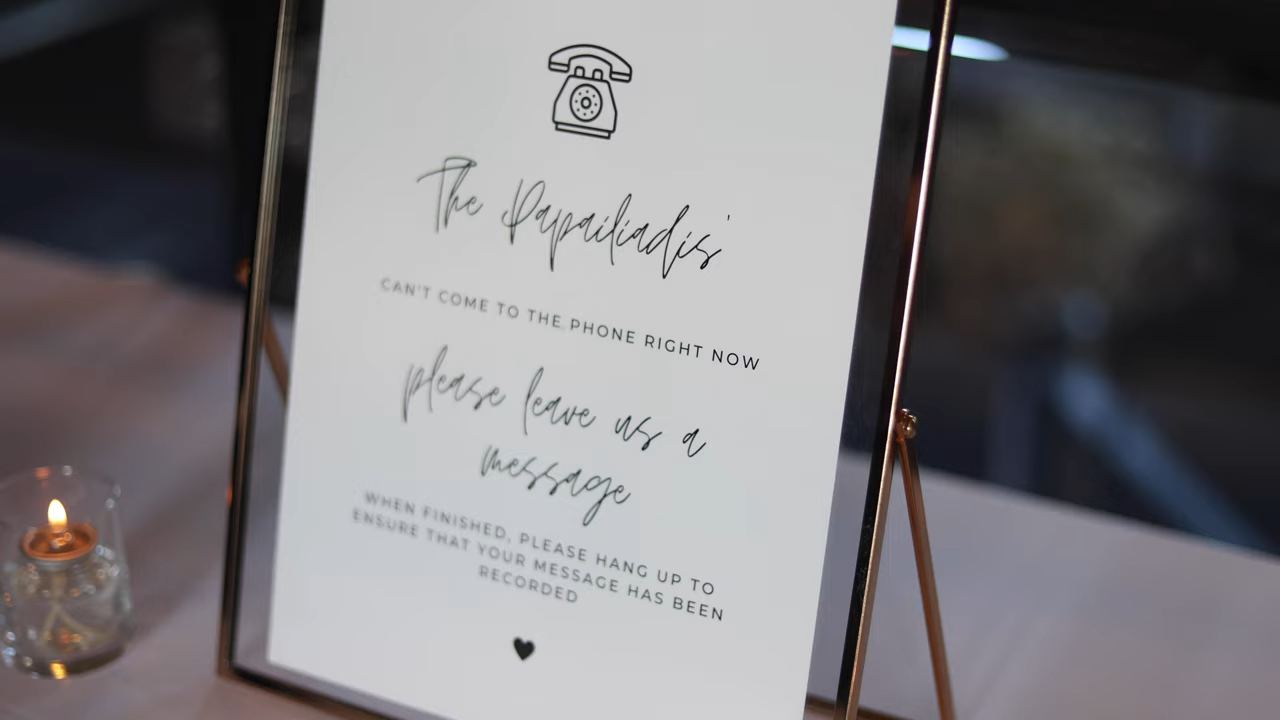 The Papailiadis'
CAN'T COME TO THE PHONE RIGHT NOW
please leave us a
message
WHEN FINISHED, PLEASE HANG UP TO
ENSURE THAT YOUR MESSAGE HAS BEEN
RECORDED